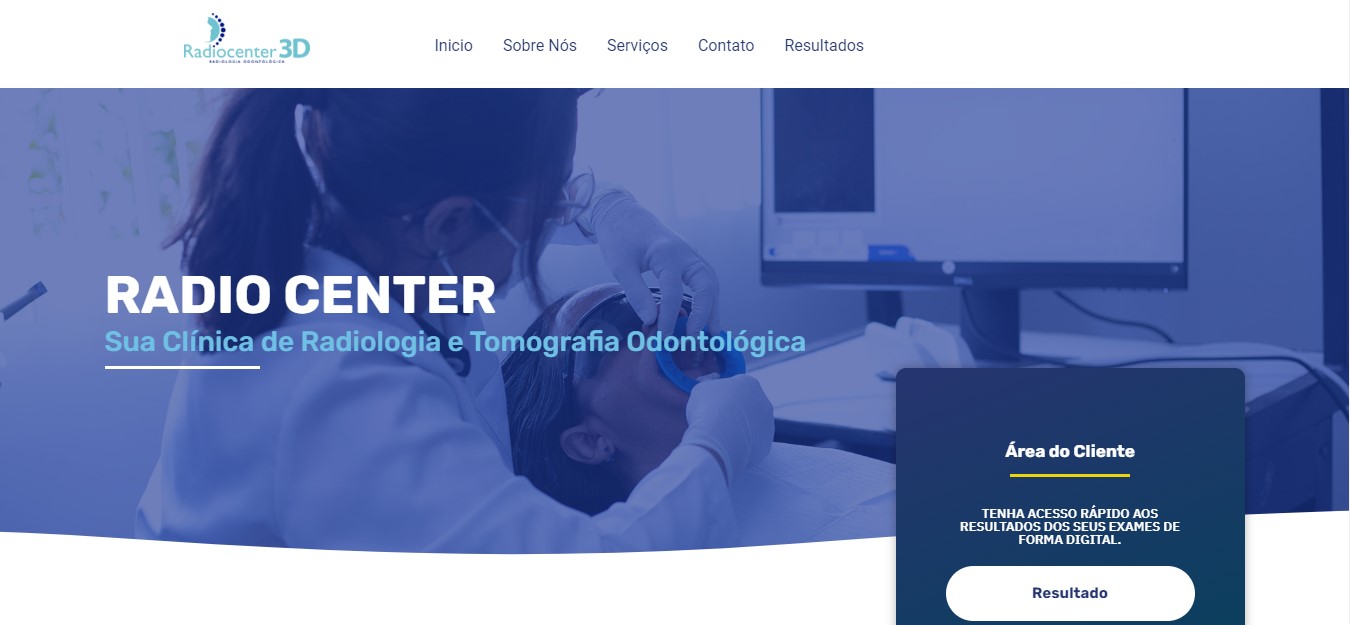 Radiocenter 3D
RADIOLOGIA ODONTOLÓGICA
Inicio
Sobre Nós
Serviços
Contato
Resultados
RADIO CENTER
Sua Clínica de Radiologia e Tomografia Odontológica
Área do Cliente
TENHA ACESSO RÁPIDO AOS
RESULTADOS DOS SEUS EXAMES DE
FORMA DIGITAL.
Resultado
DELL